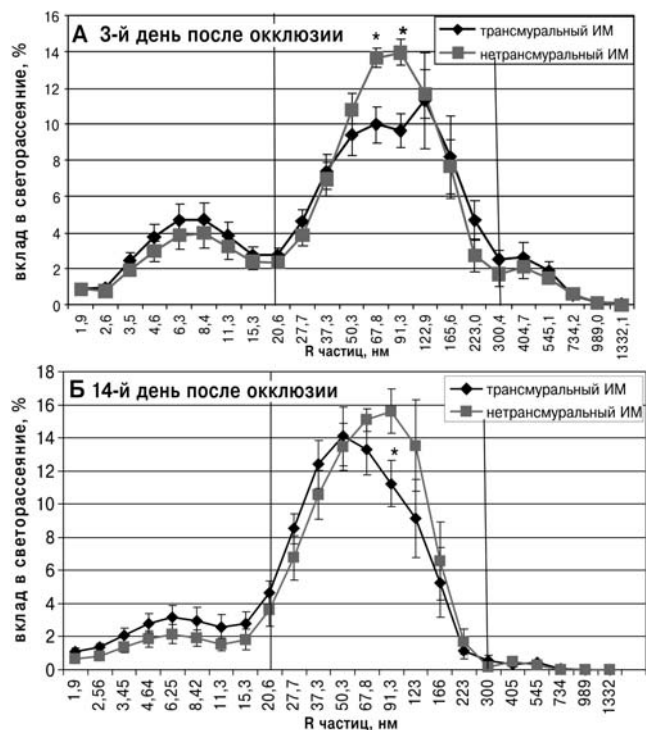 А 3-й день после окклюзии
трансмуральный ИМ
нетрансмуральный ИМ
* *
вклад в светорассеяние, %
16
14
12
10
8
6
4
2
0
1,9 2,6 3,5 4,6 6,3 8,4 11,3 15,3 20,6 27,7 37,3 50,3 67,8 91,3 122,9 165,6 223,0 300,4 404,7 545,1 734,2 989,0 1332,1
R частиц, нм
Б 14-й день после окклюзии
трансмуральный ИМ
нетрансмуральный ИМ
*
вклад в светорассеяние, %
18
16
14
12
10
8
6
4
2
0
1,9 2,56 3,45 4,64 6,25 8,42 11,3 15,3 20,6 27,7 37,3 50,3 67,8 91,3 123 166 223 300 405 545 734 989 1332
R частиц, нм